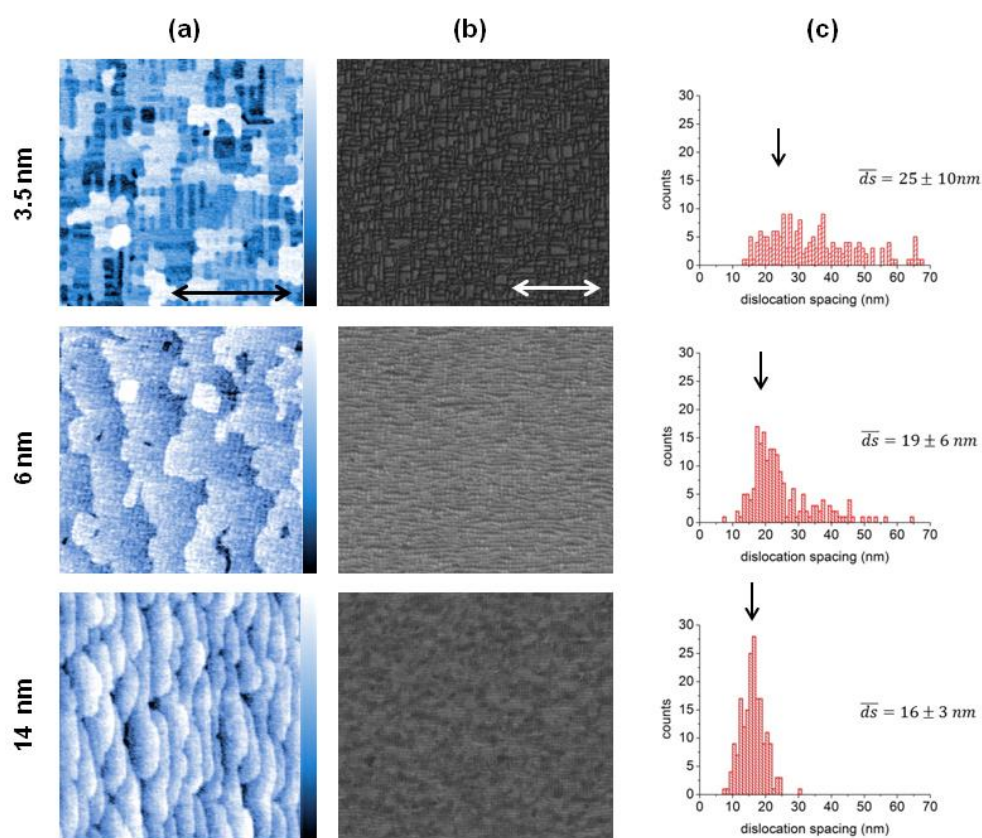 (a)
(b)
(c)
3.5 nm
30
25
20
15
10
5
0
counts
0 10 20 30 40 50 60 70
dislocation spacing (nm)
ds = 25 ± 10nm
6 nm
30
25
20
15
10
5
0
counts
0 10 20 30 40 50 60 70
dislocation spacing (nm)
ds = 19 ± 6 nm
14 nm
30
25
20
15
10
5
0
counts
0 10 20 30 40 50 60 70
dislocation spacing (nm)
ds = 16 ± 3 nm